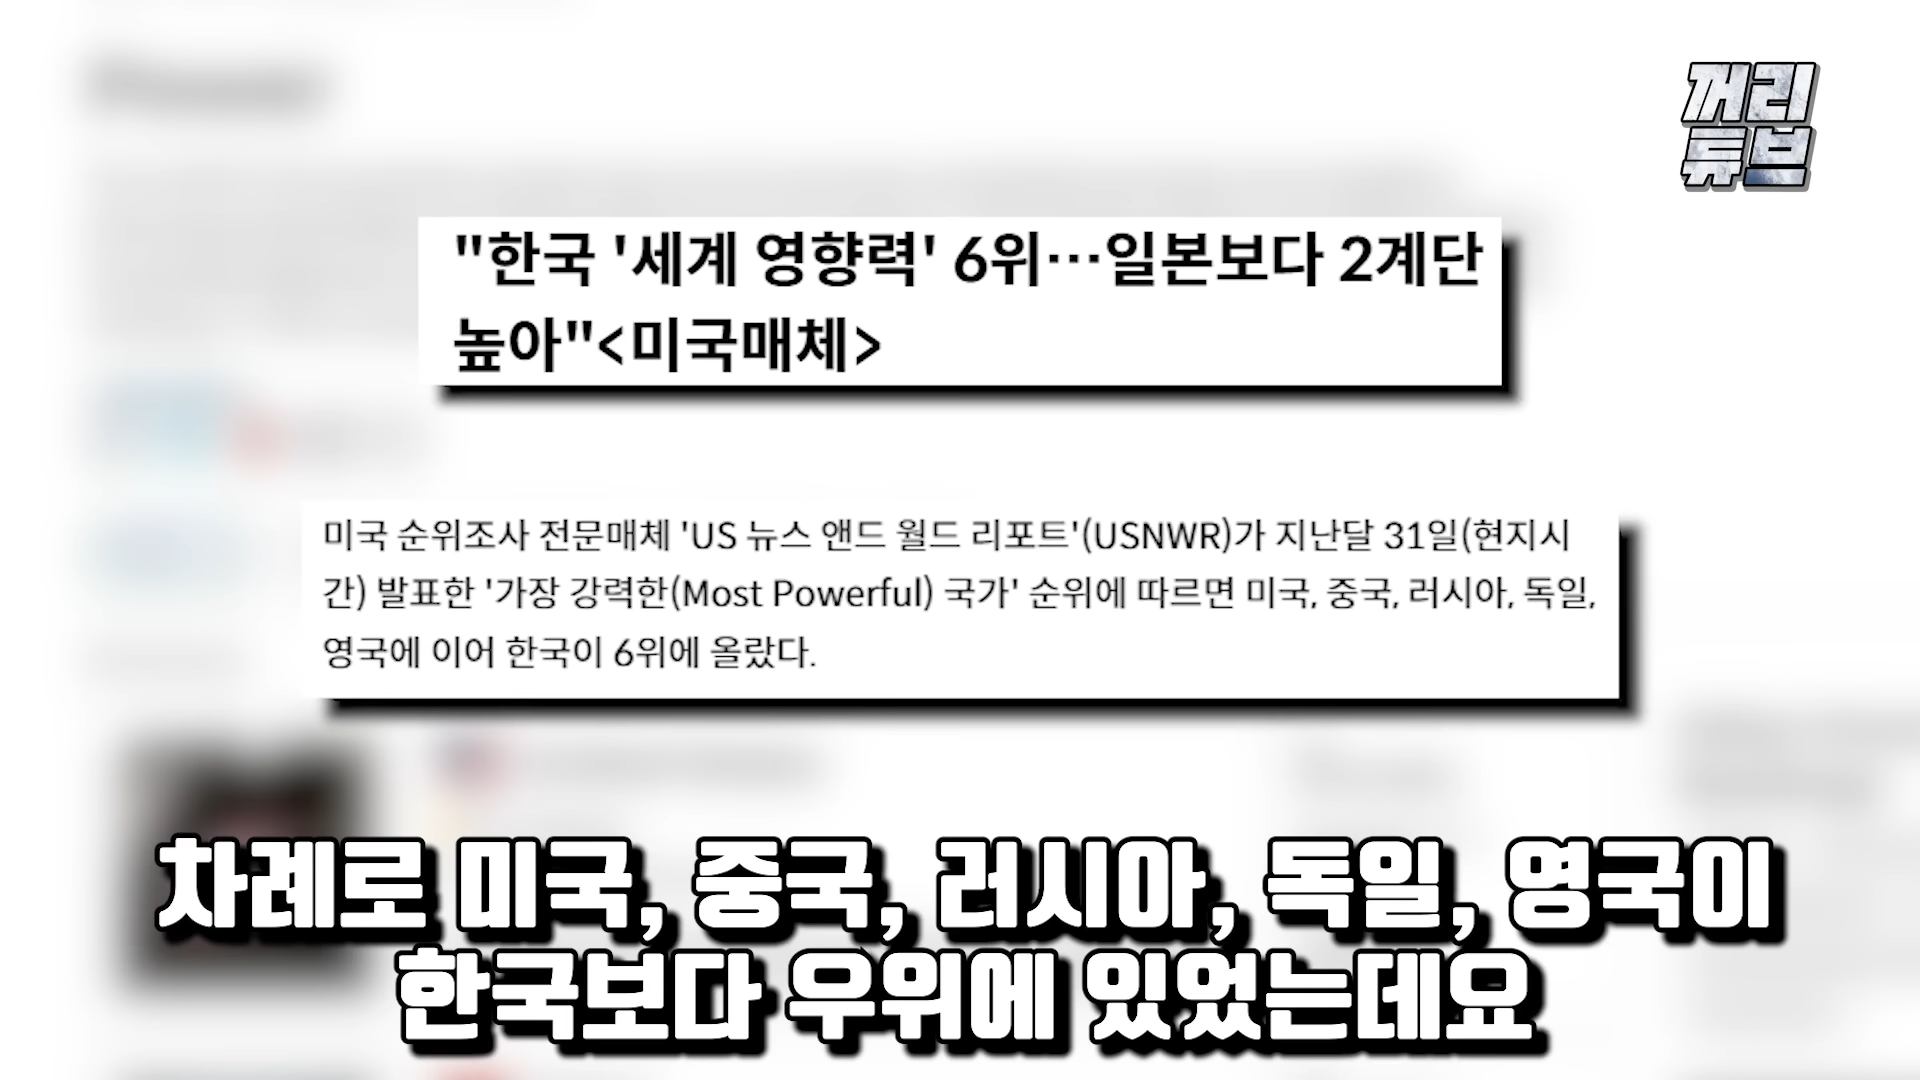 꺼리
튜브
"한국 '세계 영향력' 6위…일본보다 2계단
높아"<미국매체>
미국 순위조사 전문매체 'US 뉴스 앤드 월드 리포트'(USNWR)가 지난달 31일(현지시
간) 발표한 '가장 강력한(Most Powerful) 국가' 순위에 따르면 미국, 중국, 러시아, 독일,
영국에 이어 한국이 6위에 올랐다.
차례로 미국, 중국, 러시아, 독일, 영국이
한국보다 우위에 있었는데요